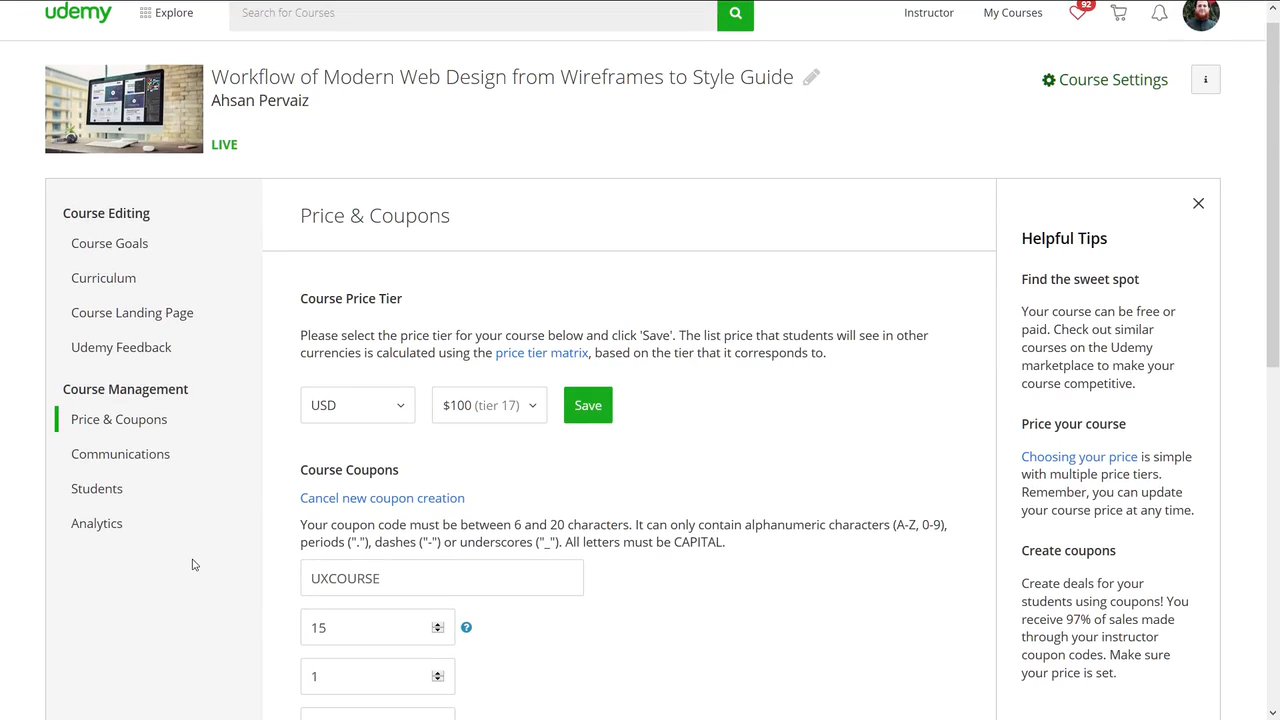 udemy
Explore
Search for Courses
Instructor
My Courses
92
Workflow of Modern Web Design from Wireframes to Style Guide
Ahsan Pervaiz
LIVE
Course Settings
i
Course Editing
Course Goals
Curriculum
Course Landing Page
Udemy Feedback
Course Management
Price & Coupons
Communications
Students
Analytics
Price & Coupons
Course Price Tier
Please select the price tier for your course below and click 'Save'. The list price that students will see in other
currencies is calculated using the price tier matrix, based on the tier that it corresponds to.
USD
$100 (tier 17)
Save
Course Coupons
Cancel new coupon creation
Your coupon code must be between 6 and 20 characters. It can only contain alphanumeric characters (A-Z, 0-9),
periods ("."), dashes ("-") or underscores ("_"). All letters must be CAPITAL.
UXCOURSE
15
?
1
Helpful Tips
Find the sweet spot
Your course can be free or
paid. Check out similar
courses on the Udemy
marketplace to make your
course competitive.
Price your course
Choosing your price is simple
with multiple price tiers.
Remember, you can update
your course price at any time.
Create coupons
Create deals for your
students using coupons! You
receive 97% of sales made
through your instructor
coupon codes. Make sure
your price is set.